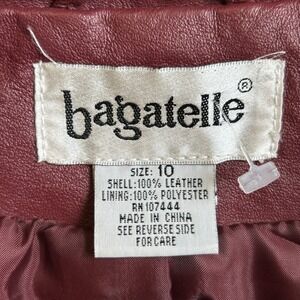 bagatelle®
SIZE: 10
SHELL: 100% LEATHER
LINING: 100% POLYESTER
RN 107444
MADE IN CHINA
SEE REVERSE SIDE
FOR CARE